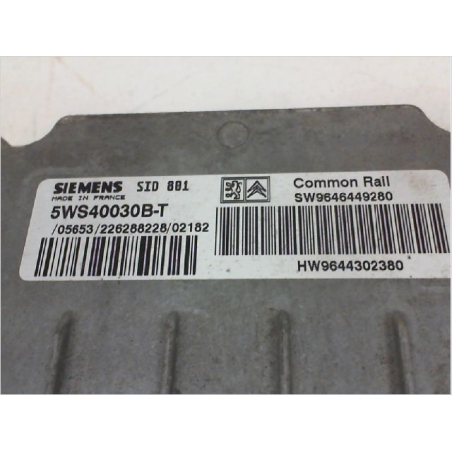 SIEMENS SID 801
MADE IN FRANCE
5WS40030B-T
/05653/226288228/02182
Common Rail
SW9646449280
HW9644302380